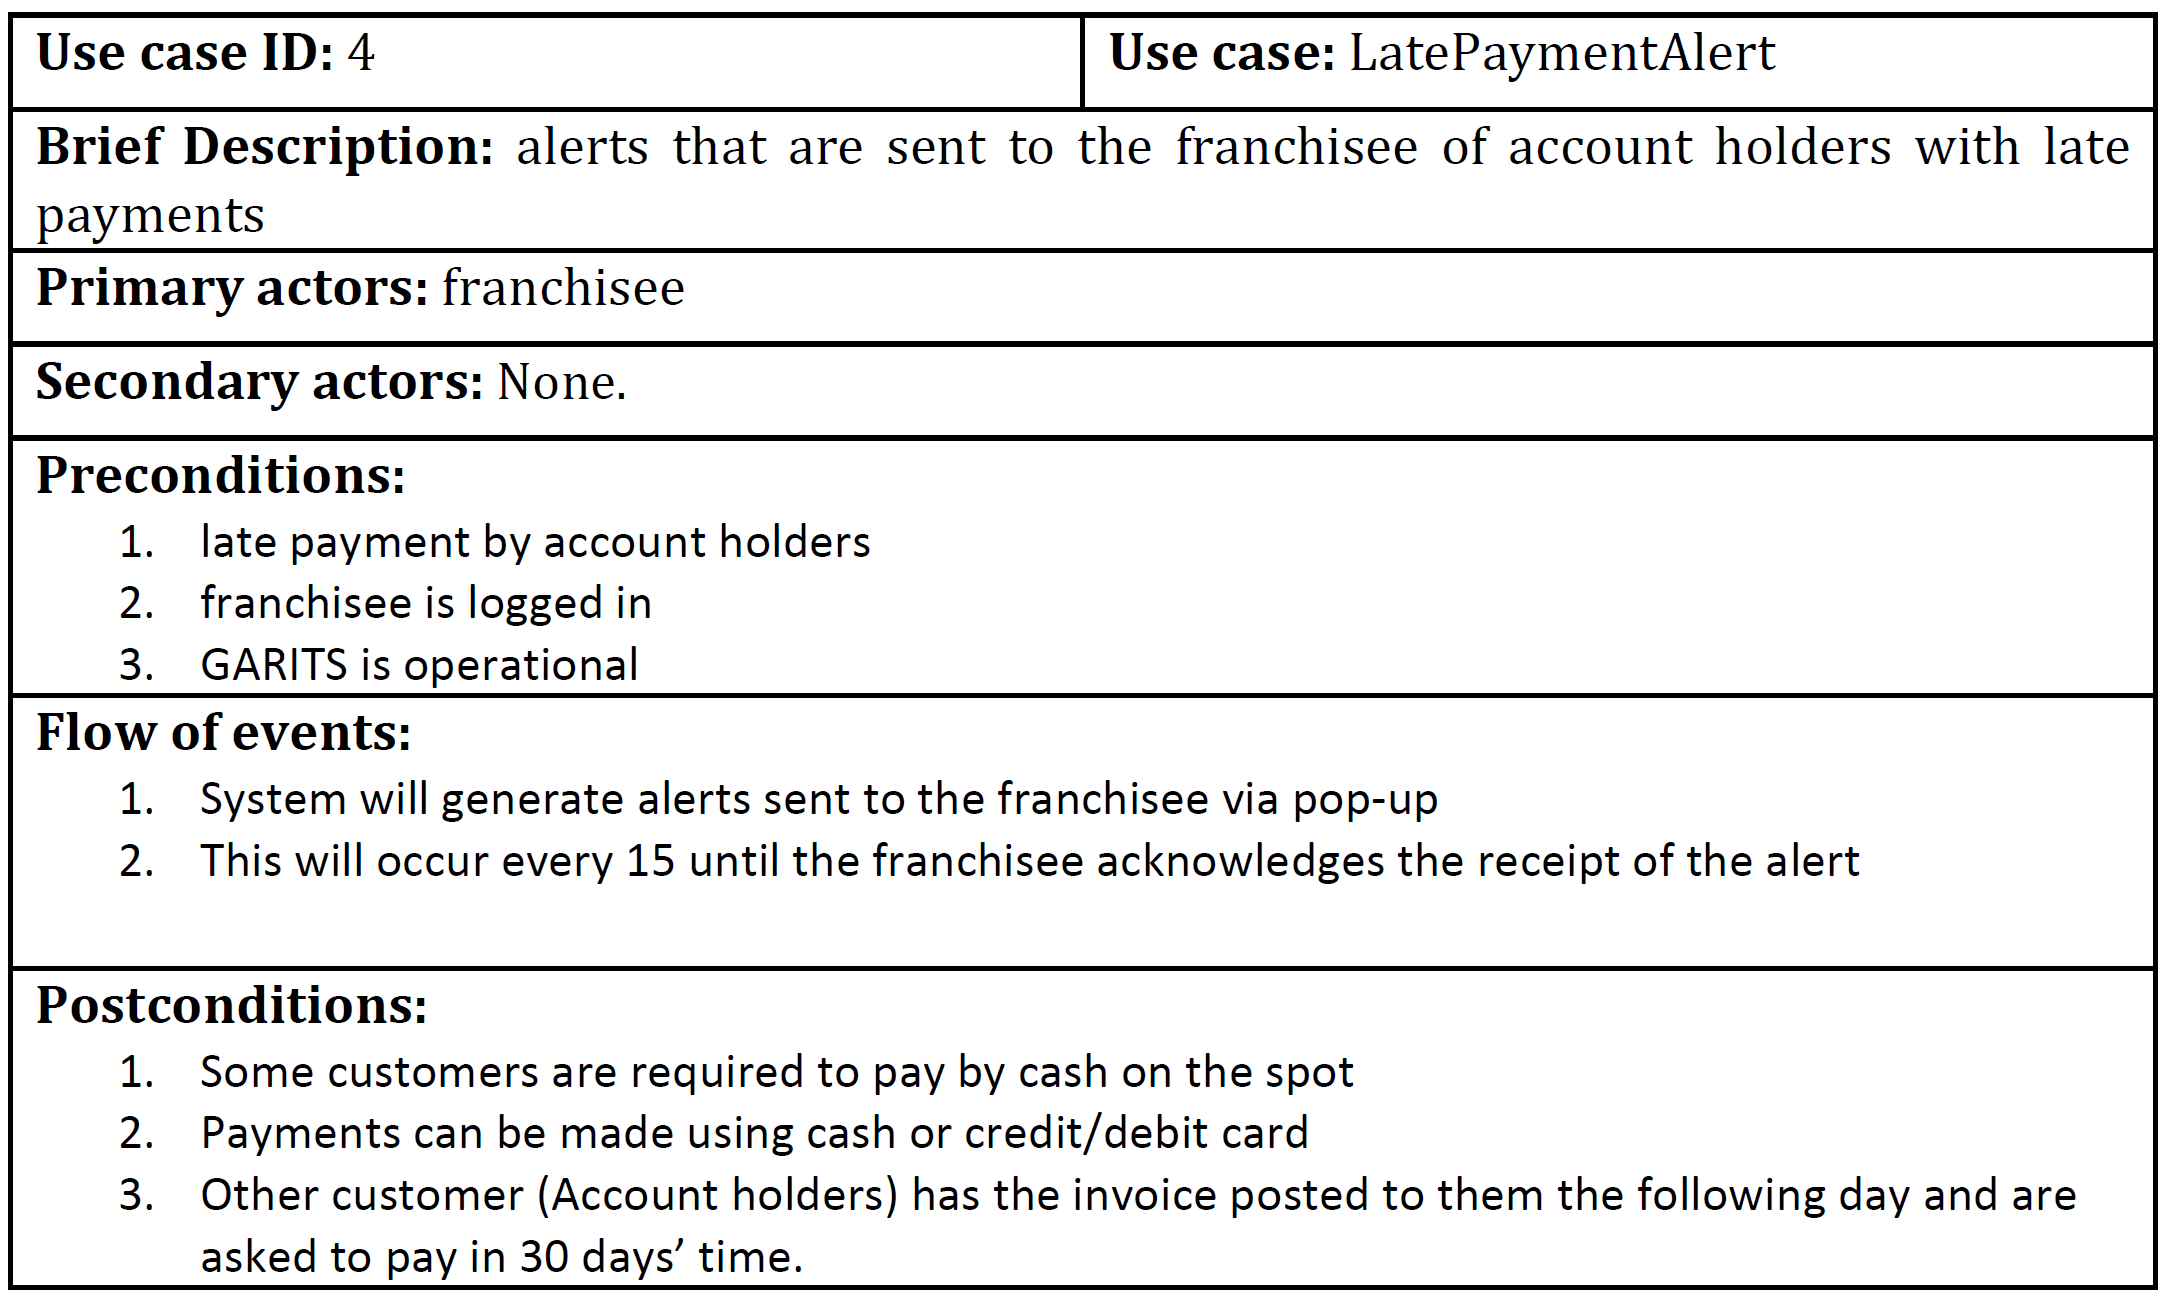 Use case ID: 4
Use case: LatePaymentAlert
Brief Description: alerts that are sent to the franchisee of account holders with late
payments
Primary actors: franchisee
Secondary actors: None.
Preconditions:
1. late payment by account holders
2. franchisee is logged in
3. GARITS is operational
Flow of events:
1. System will generate alerts sent to the franchisee via pop-up
2. This will occur every 15 until the franchisee acknowledges the receipt of the alert
Postconditions:
1. Some customers are required to pay by cash on the spot
2. Payments can be made using cash or credit/debit card
3. Other customer (Account holders) has the invoice posted to them the following day and are
asked to pay in 30 days’ time.